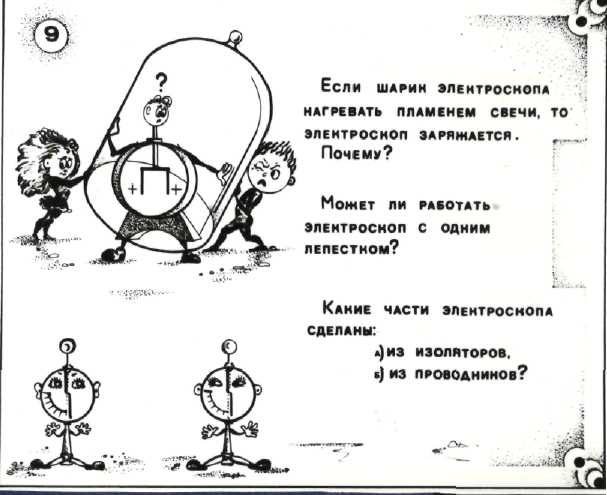 9
?
+ +
Если шарик электроскопа
нагревать пламенем свечи, то
электроскоп заряжается.
Почему?
Может ли работать
электроскоп с одним
лепестком?
Какие части электроскопа
сделаны:
а) из изоляторов,
б) из проводников?